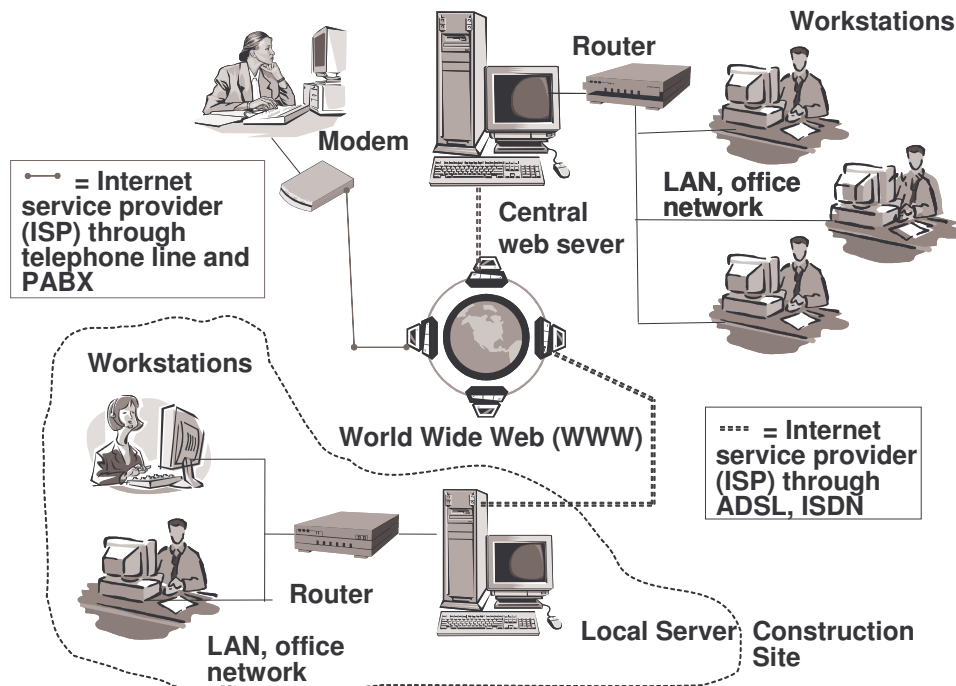 Workstations
Router
Modem
= Internet
service provider
(ISP) through
telephone line and
PABX
LAN, office
network
Central
web sever
Workstations
World Wide Web (WWW)
= Internet
service provider
(ISP) through
ADSL, ISDN
Router
Local Server
Construction
Site
LAN, office
network